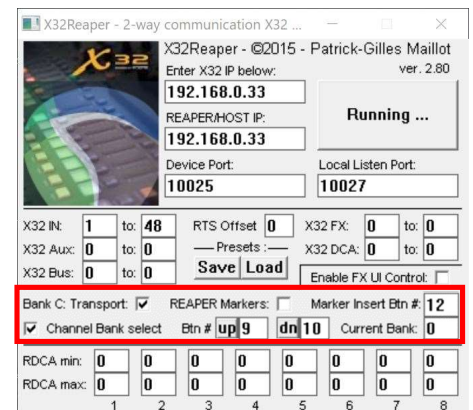 X32Reaper - 2-way communication X32 ...
X32
X32Reaper - ©2015 - Patrick-Gilles Maillot
Enter X32 IP below: ver. 2.80
192.168.0.33
REAPER/HOST IP: Running ...
192.168.0.33
Device Port: Local Listen Port:
10025 10027
X32 IN: 1 to: 48 RTS Offset 0 X32 FX: 0 to: 0
X32 Aux: 0 to: 0 Presets : X32 DCA: 0 to: 0
X32 Bus: 0 to: 0 Save Load Enable FX UI Control:
Bank C: Transport: REAPER Markers: Marker Insert Btn #: 12
Channel Bank select Btn # up 9 dn 10 Current Bank: 0
RDCA min: 0 0 0 0 0 0 0 0
RDCA max: 0 0 0 0 0 0 0 0
1 2 3 4 5 6 7 8